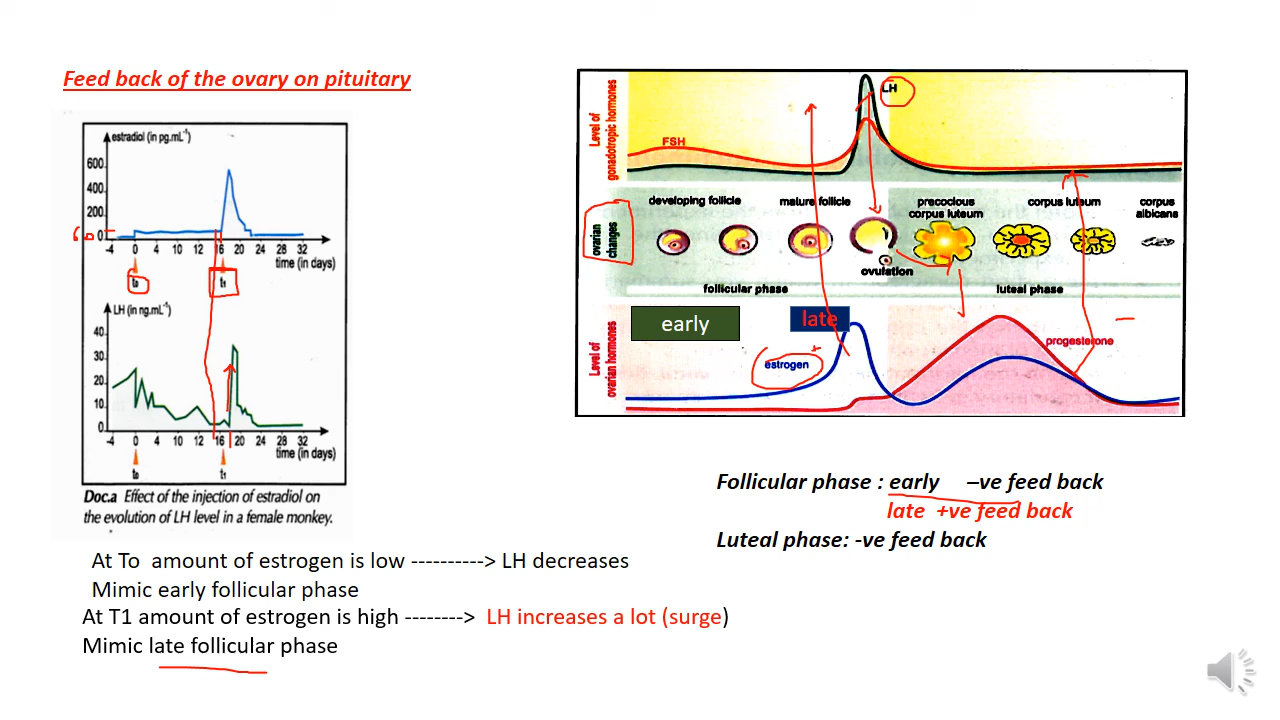 Feed back of the ovary on pituitary
estradiol (in pg.mL⁻¹)
600
400
200
0
60
-4 0 4 10 12 16 20 24 28 32
time (in days)
t₀
t₁
LH (in ng.mL⁻¹)
40
30
20
10
0
-4 0 4 10 12 16 20 24 28 32
time (in days)
t₀
t₁
Doc.a Effect of the injection of estradiol on
the evolution of LH level in a female monkey.
Level of
gonadotropic hormones
FSH
LH
ovarian
changes
developing follicle
mature follicle
precocious
corpus luteum
corpus luteum
corpus
albicans
ovulation
follicular phase
luteal phase
Level of
ovarian hormones
early
late
estrogen
+
progesterone
–
Follicular phase : early –ve feed back
late +ve feed back
Luteal phase: -ve feed back
At To amount of estrogen is low ----------> LH decreases
Mimic early follicular phase
At T1 amount of estrogen is high --------> LH increases a lot (surge)
Mimic late follicular phase